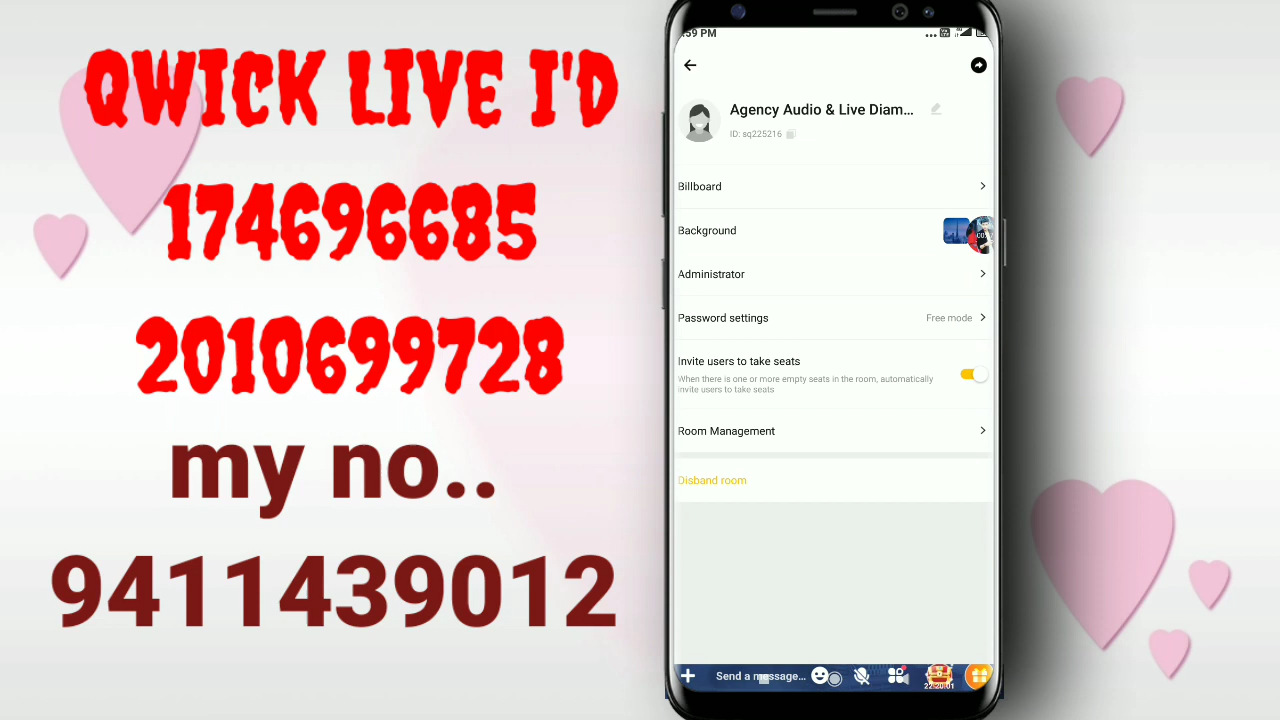 QWICK LIVE I'D
174696685
2010699728
my no..
9411439012
:59 PM
Agency Audio & Live Diam...
ID: sq225216
Billboard
Background
Administrator
Password settings
Free mode
Invite users to take seats
When there is one or more empty seats in the room, automatically
invite users to take seats
Room Management
Disband room
Send a message...